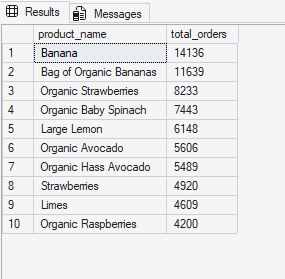 Results Messages
product_name total_orders
1 Banana 14136
2 Bag of Organic Bananas 11639
3 Organic Strawberries 8233
4 Organic Baby Spinach 7443
5 Large Lemon 6148
6 Organic Avocado 5606
7 Organic Hass Avocado 5489
8 Strawberries 4920
9 Limes 4609
10 Organic Raspberries 4200